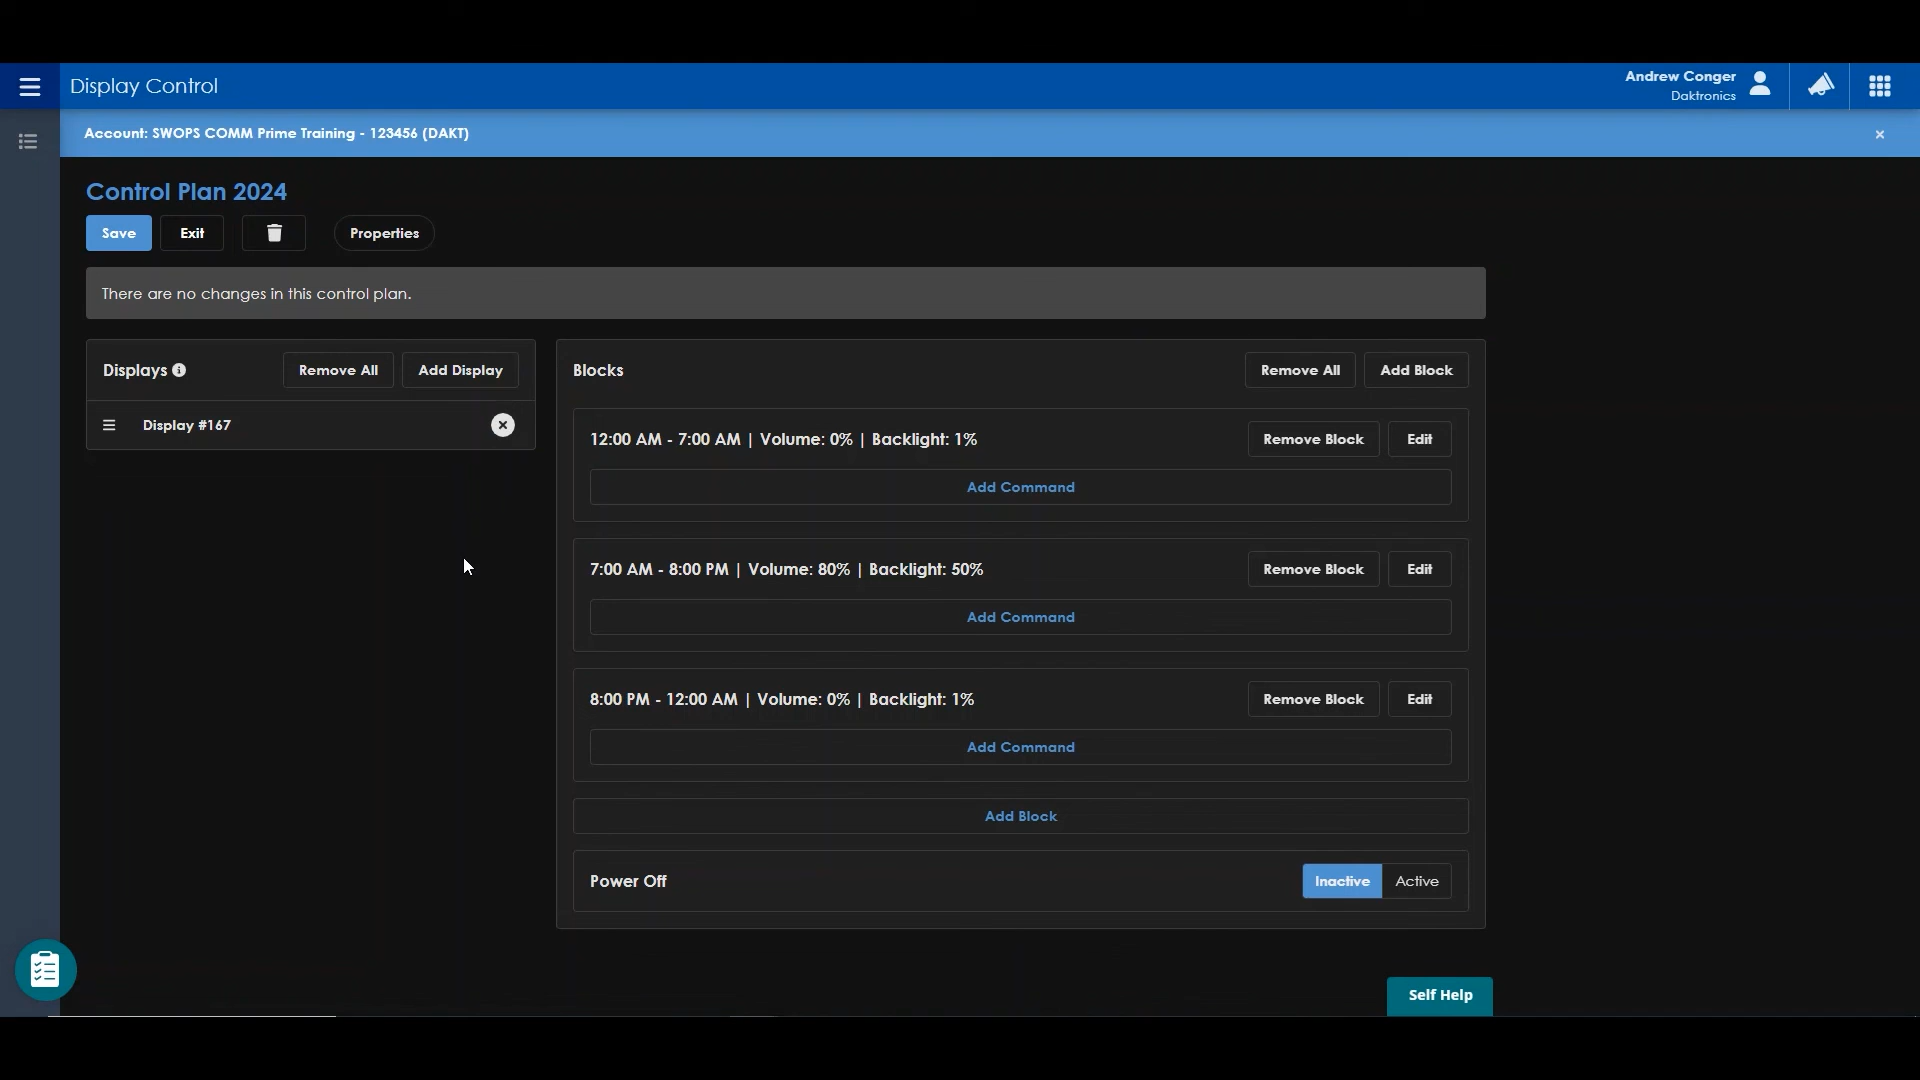 Display Control
Andrew Conger
Daktronics
Account: SWOPS COMM Prime Training - 123456 (DAKT)
Control Plan 2024
Save Exit Properties
There are no changes in this control plan.
Displays Remove All Add Display
Display #167
Blocks Remove All Add Block
12:00 AM - 7:00 AM | Volume: 0% | Backlight: 1% Remove Block Edit
Add Command
7:00 AM - 8:00 PM | Volume: 80% | Backlight: 50% Remove Block Edit
Add Command
8:00 PM - 12:00 AM | Volume: 0% | Backlight: 1% Remove Block Edit
Add Command
Add Block
Power Off Inactive Active
Self Help